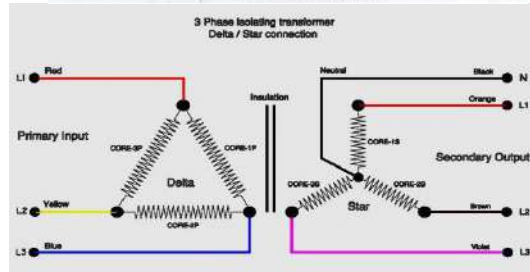 3 Phase Isolating transformer
Delta / Star connection
L1
Red
Neutral
Black
N
Insulation
Orange
L1
Primary Input
CORE-3P
CORE-1P
CORE-1S
Secondary Output
Delta
L2
Yellow
CORE-2P
Star
CORE-2S
Brown
L2
L3
Blue
Violet
L3